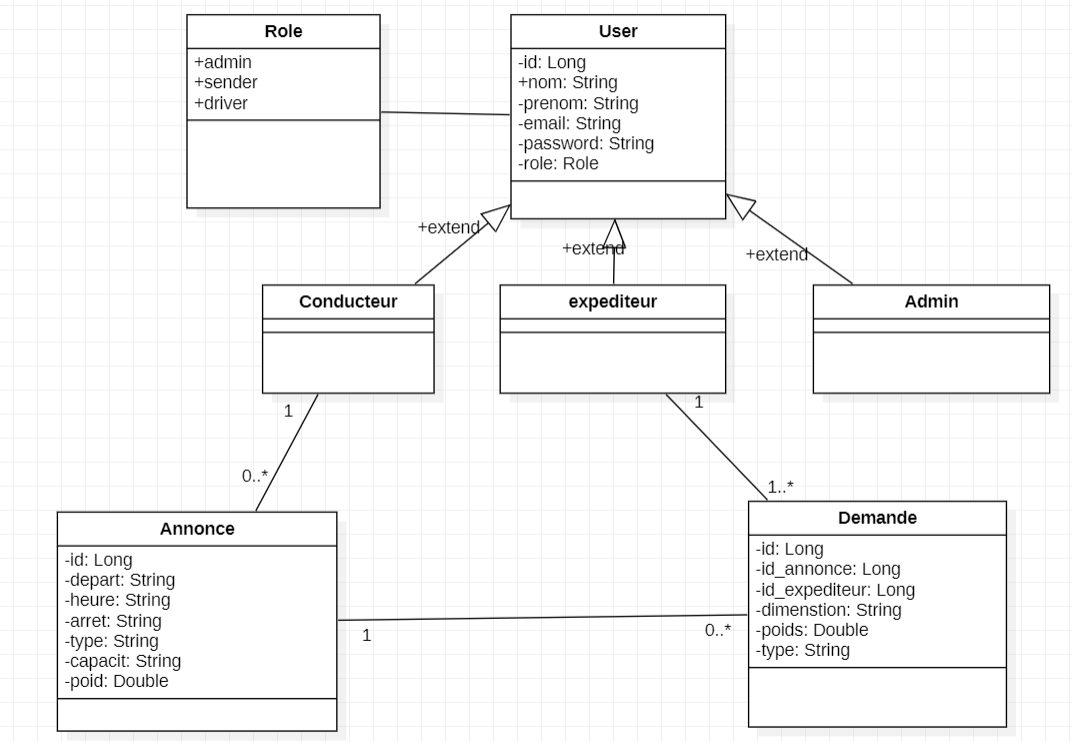 Role
+admin
+sender
+driver
User
-id: Long
+nom: String
-prenom: String
-email: String
-password: String
-role: Role
+extend
+extend
+extend
Conducteur
expediteur
Admin
1
0..*
1
1..*
Annonce
-id: Long
-depart: String
-heure: String
-arret: String
-type: String
-capacit: String
-poid: Double
1
0..*
Demande
-id: Long
-id_annonce: Long
-id_expediteur: Long
-dimenstion: String
-poids: Double
-type: String